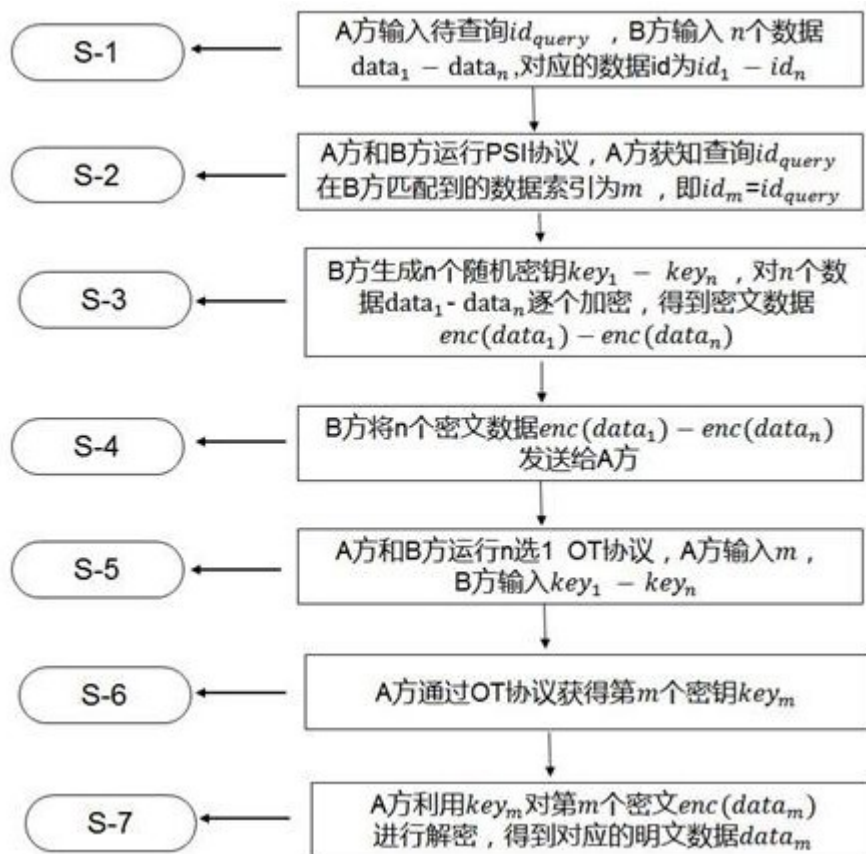 S-1
A方输入待查询id_query ，B方输入 n个数据
data₁ − dataₙ,对应的数据id为id₁ − idₙ
S-2
A方和B方运行PSI协议，A方获知查询id_query
在B方匹配到的数据索引为m ，即idₘ=id_query
S-3
B方生成n个随机密钥key₁ − keyₙ ，对n个数
据data₁- dataₙ逐个加密，得到密文数据
enc(data₁) − enc(dataₙ)
S-4
B方将n个密文数据enc(data₁) − enc(dataₙ)
发送给A方
S-5
A方和B方运行n选1 OT协议，A方输入m ，
B方输入key₁ − keyₙ
S-6
A方通过OT协议获得第m个密钥keyₘ
S-7
A方利用keyₘ对第m个密文enc(dataₘ)
进行解密，得到对应的明文数据dataₘ